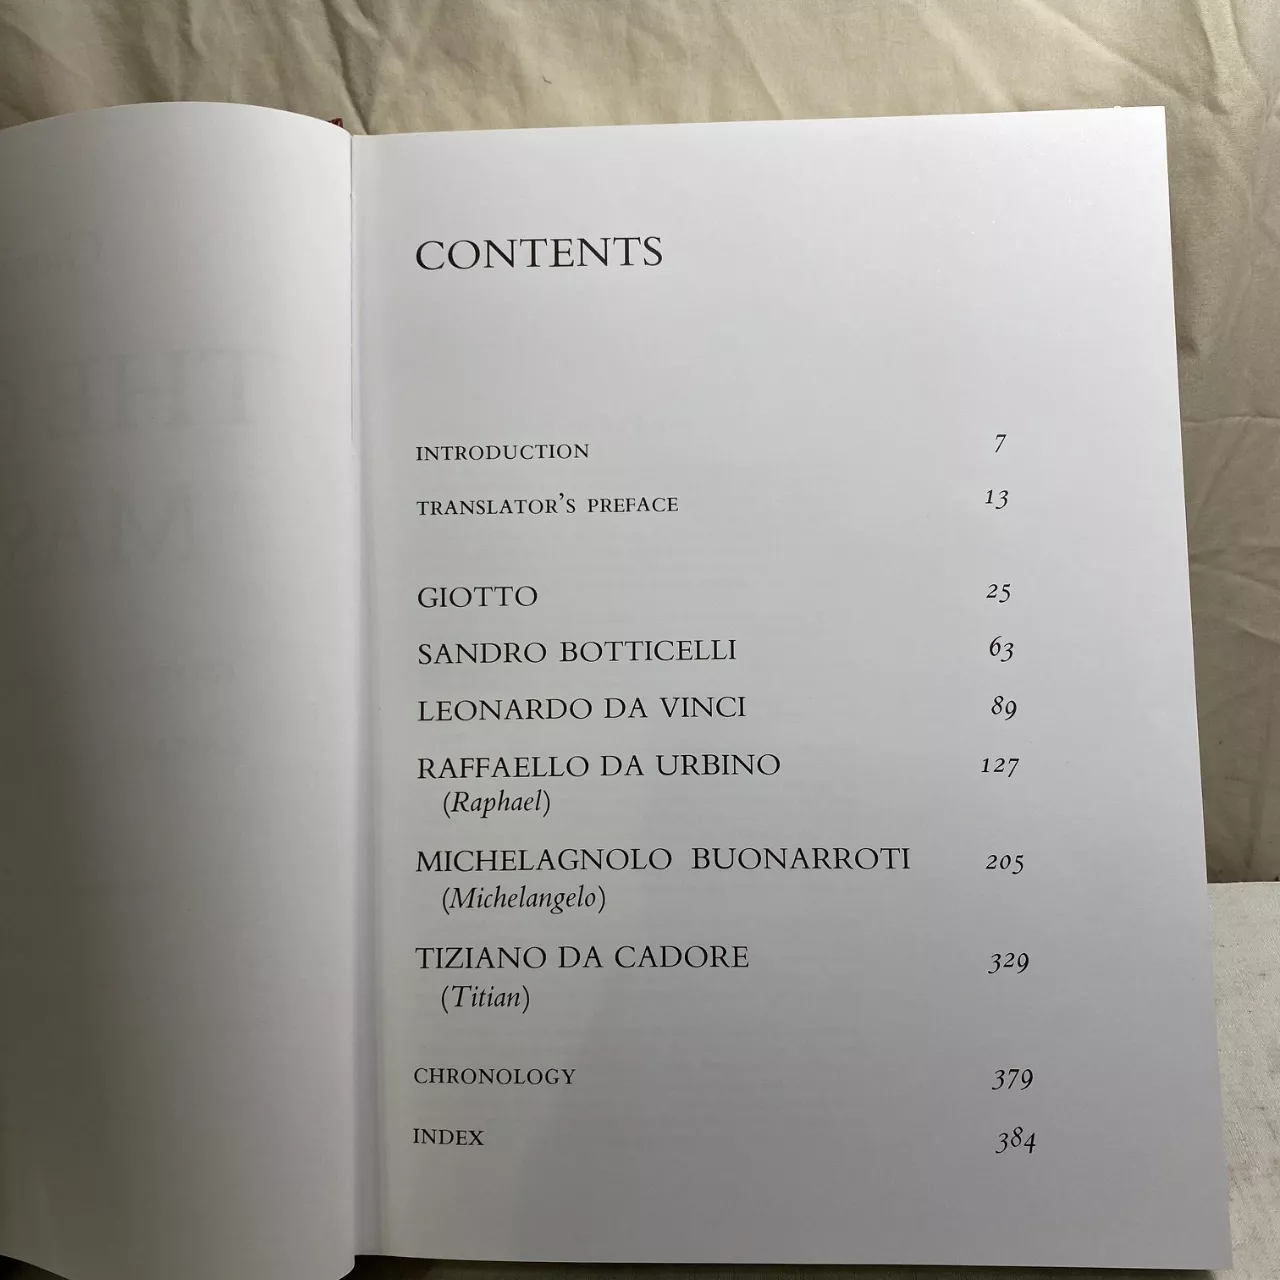 CONTENTS
INTRODUCTION 7
TRANSLATOR'S PREFACE 13
GIOTTO 25
SANDRO BOTTICELLI 63
LEONARDO DA VINCI 89
RAFFAELLO DA URBINO 127
(Raphael)
MICHELAGNOLO BUONARROTI 205
(Michelangelo)
TIZIANO DA CADORE 329
(Titian)
CHRONOLOGY 379
INDEX 384